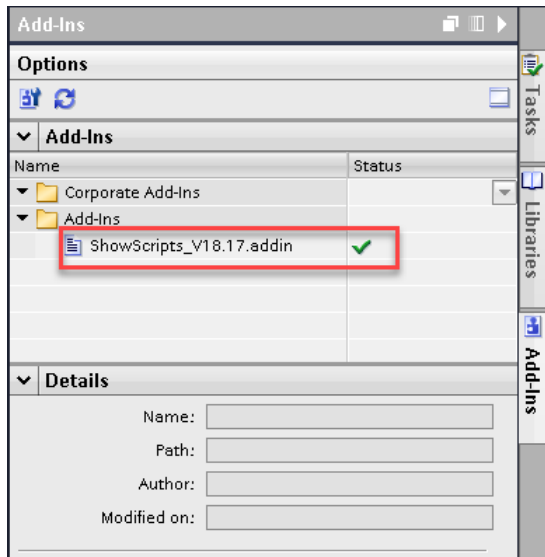 Add-Ins
Options
Add-Ins
Name Status
Corporate Add-Ins
Add-Ins
ShowScripts_V18.17.addin
Details
Name:
Path:
Author:
Modified on:
Tasks
Libraries
Add-Ins